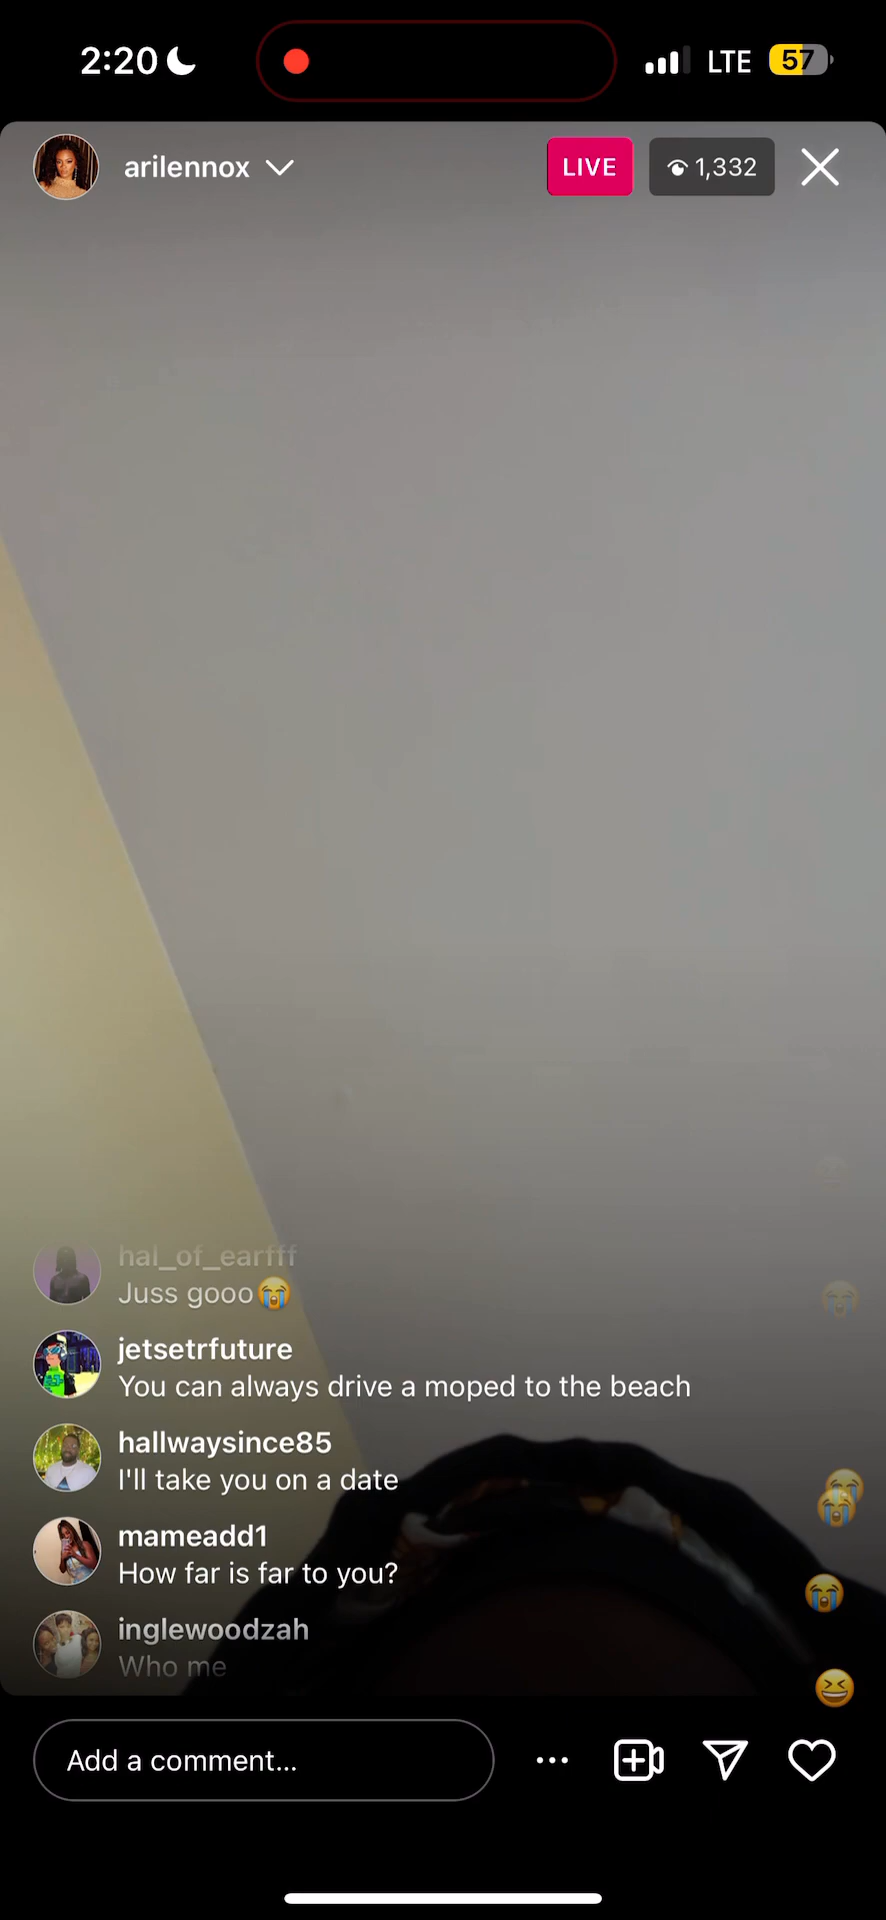 2:20
LTE
57
arilennox
LIVE
1,332
hal_of_earfff
Juss gooo😭
jetsetrfuture
You can always drive a moped to the beach
hallwaysince85
I'll take you on a date
mameadd1
How far is far to you?
inglewoodzah
Who me
Add a comment...